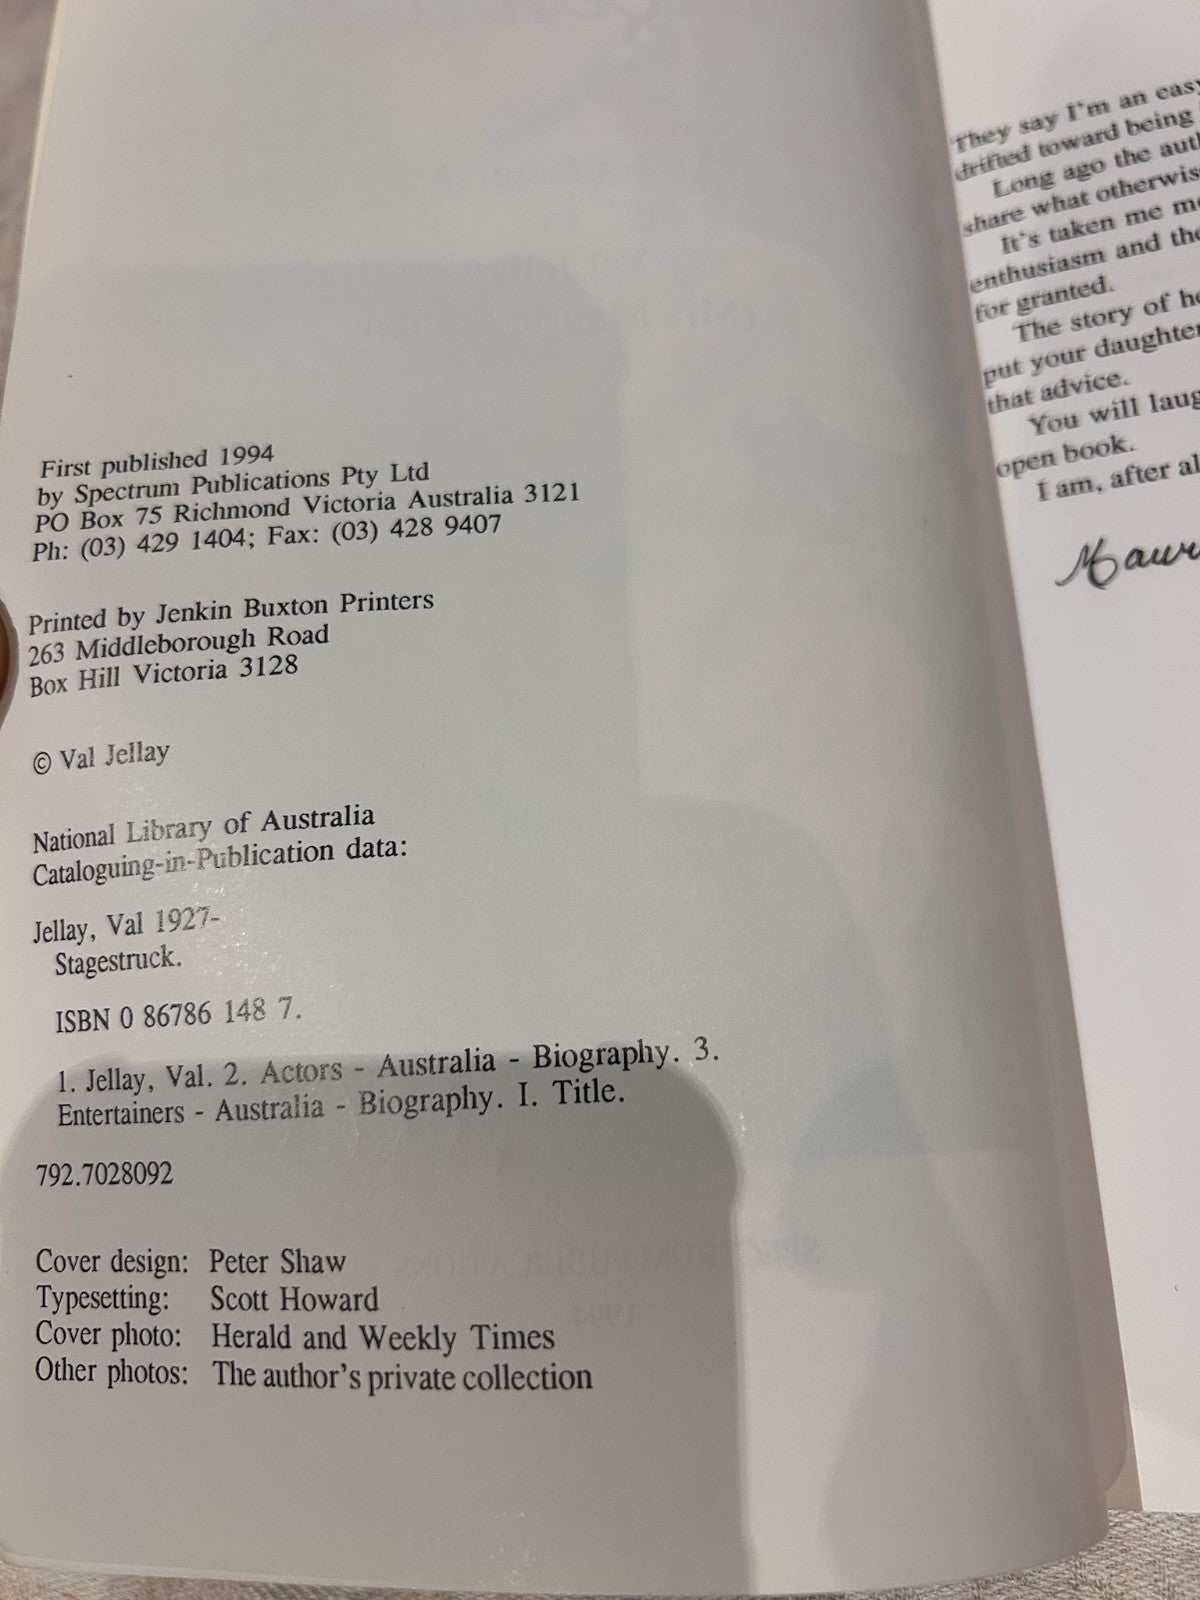 First published 1994
by Spectrum Publications Pty Ltd
PO Box 75 Richmond Victoria Australia 3121
Ph: (03) 429 1404; Fax: (03) 428 9407
Printed by Jenkin Buxton Printers
263 Middleborough Road
Box Hill Victoria 3128
© Val Jellay
National Library of Australia
Cataloguing-in-Publication data:
Jellay, Val 1927-
Stagestruck.
ISBN 0 86786 148 7.
1. Jellay, Val. 2. Actors - Australia - Biography. 3.
Entertainers - Australia - Biography. I. Title.
792.7028092
Cover design: Peter Shaw
Typesetting: Scott Howard
Cover photo: Herald and Weekly Times
Other photos: The author's private collection
They say I'm an easy
drifted toward being
Long ago the
share what
It's taken me
enthusiasm and
for granted.
The story of
put your
that advice.
You will
open book.
I am, after